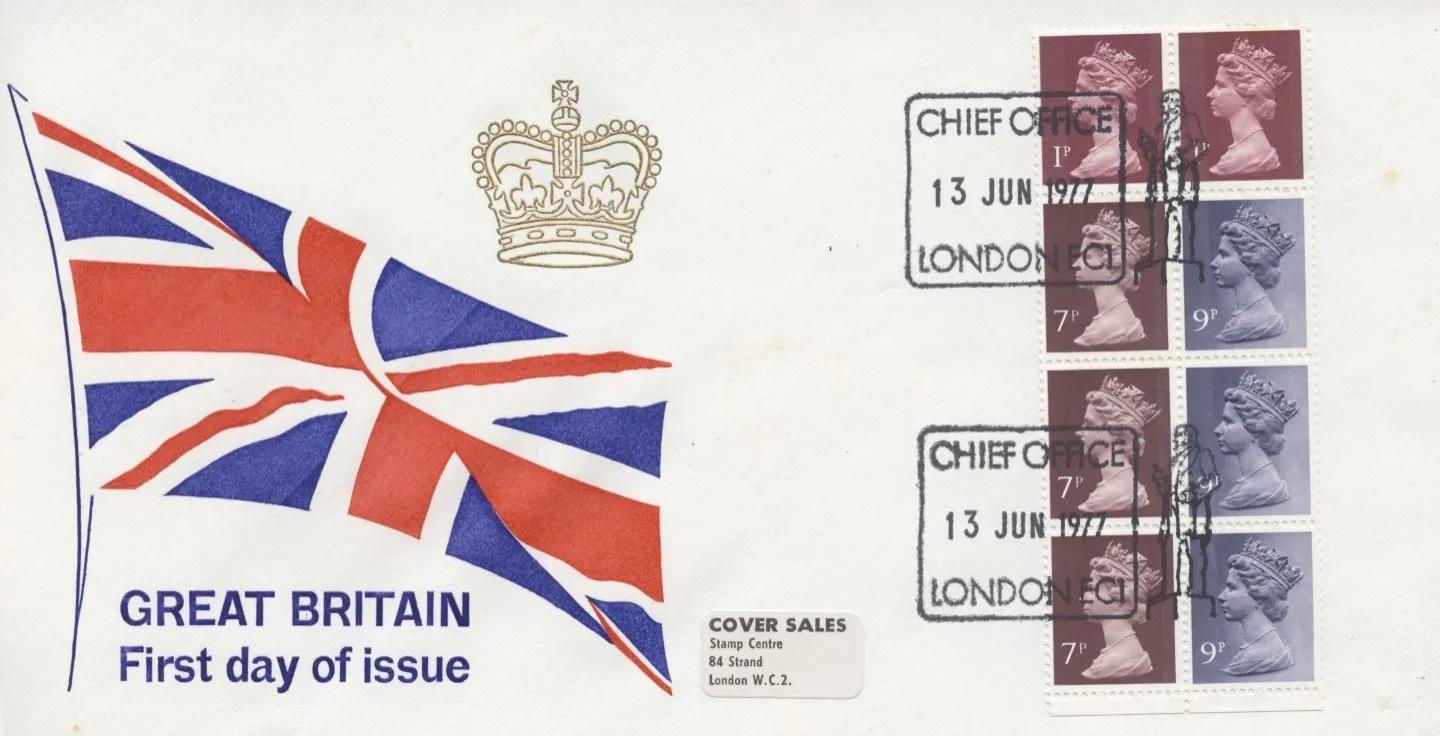 GREAT BRITAIN
First day of issue
COVER SALES
Stamp Centre
84 Strand
London W.C.2.
CHIEF OFFICE
13 JUN 1977
LONDON EC1
1P
7P
9P
CHIEF OFFICE
13 JUN 1977
LONDON EC1
7P
7P
9P